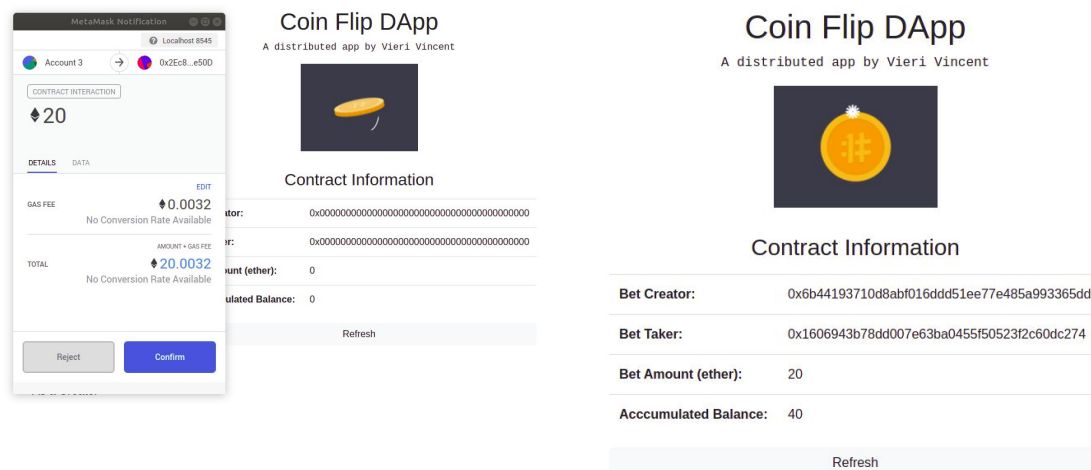 MetaMask Notification
Localhost 8545
Account 3
0x2Ec8...e50D
CONTRACT INTERACTION
20
DETAILS DATA
EDIT
GAS FEE 0.0032
No Conversion Rate Available
AMOUNT + GAS FEE
TOTAL 20.0032
No Conversion Rate Available
Reject Confirm
Coin Flip DApp
A distributed app by Vieri Vincent
Contract Information
ator: 0x0000000000000000000000000000000000000000
er: 0x0000000000000000000000000000000000000000
ount (ether): 0
ulated Balance: 0
Refresh
Coin Flip DApp
A distributed app by Vieri Vincent
Contract Information
Bet Creator: 0x6b44193710d8abf016ddd51ee77e485a993365dd
Bet Taker: 0x1606943b78dd007e63ba0455f50523f2c60dc274
Bet Amount (ether): 20
Acccumulated Balance: 40
Refresh